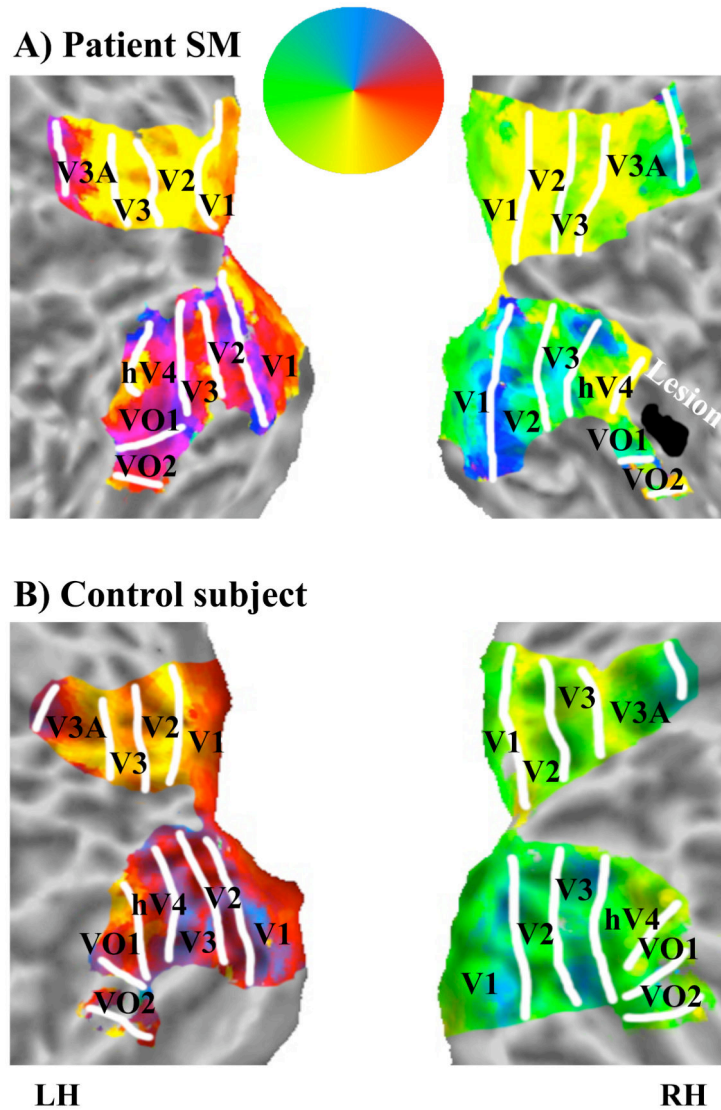 A) Patient SM
V3A
V3
V2
V1
hV4
V3
V2
V1
VO1
VO2
V1
V2
V3
V3A
V1
V2
V3
hV4
Lesion
VO1
VO2
B) Control subject
V3A
V3
V2
V1
hV4
VO1
V3
V2
V1
VO2
V1
V2
V3
V3A
V1
V2
V3
hV4
VO1
VO2
LH
RH